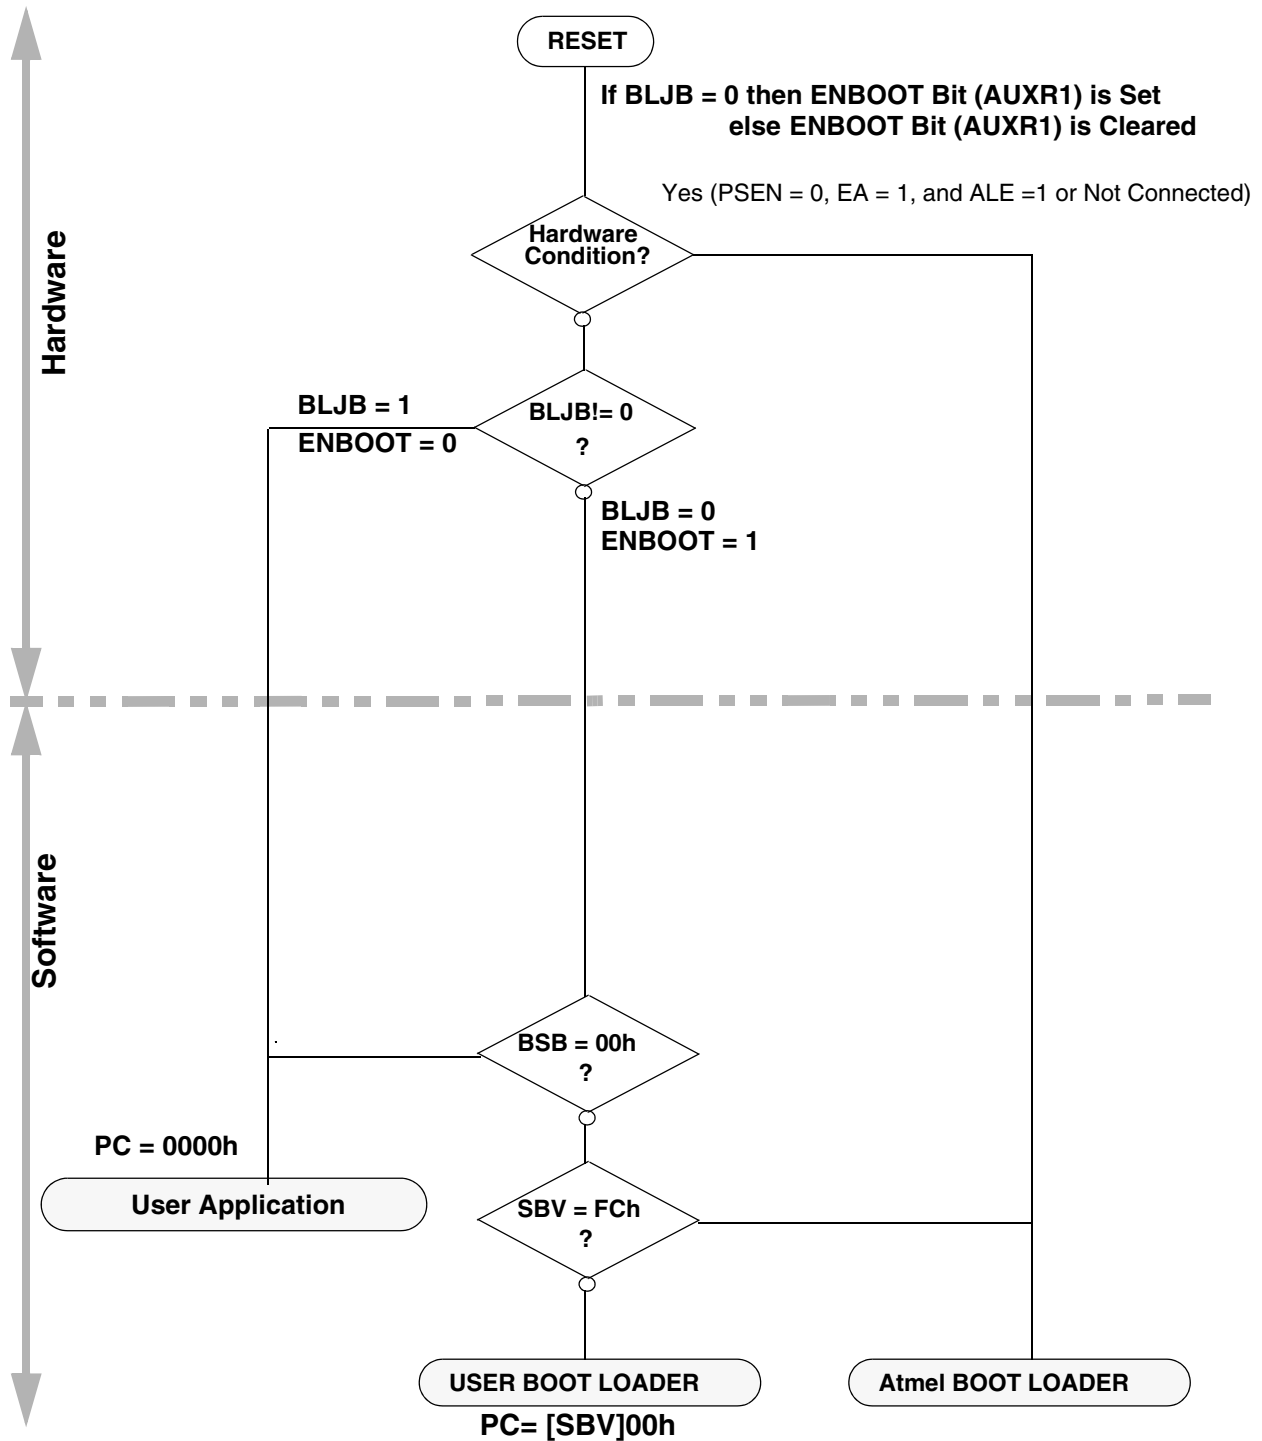 RESET
If BLJB = 0 then ENBOOT Bit (AUXR1) is Set
else ENBOOT Bit (AUXR1) is Cleared
Yes (PSEN = 0, EA = 1, and ALE =1 or Not Connected)
Hardware
Condition?
Hardware
BLJB!= 0
?
BLJB = 1
ENBOOT = 0
BLJB = 0
ENBOOT = 1
Software
BSB = 00h
?
PC = 0000h
User Application
SBV = FCh
?
USER BOOT LOADER
PC= [SBV]00h
Atmel BOOT LOADER